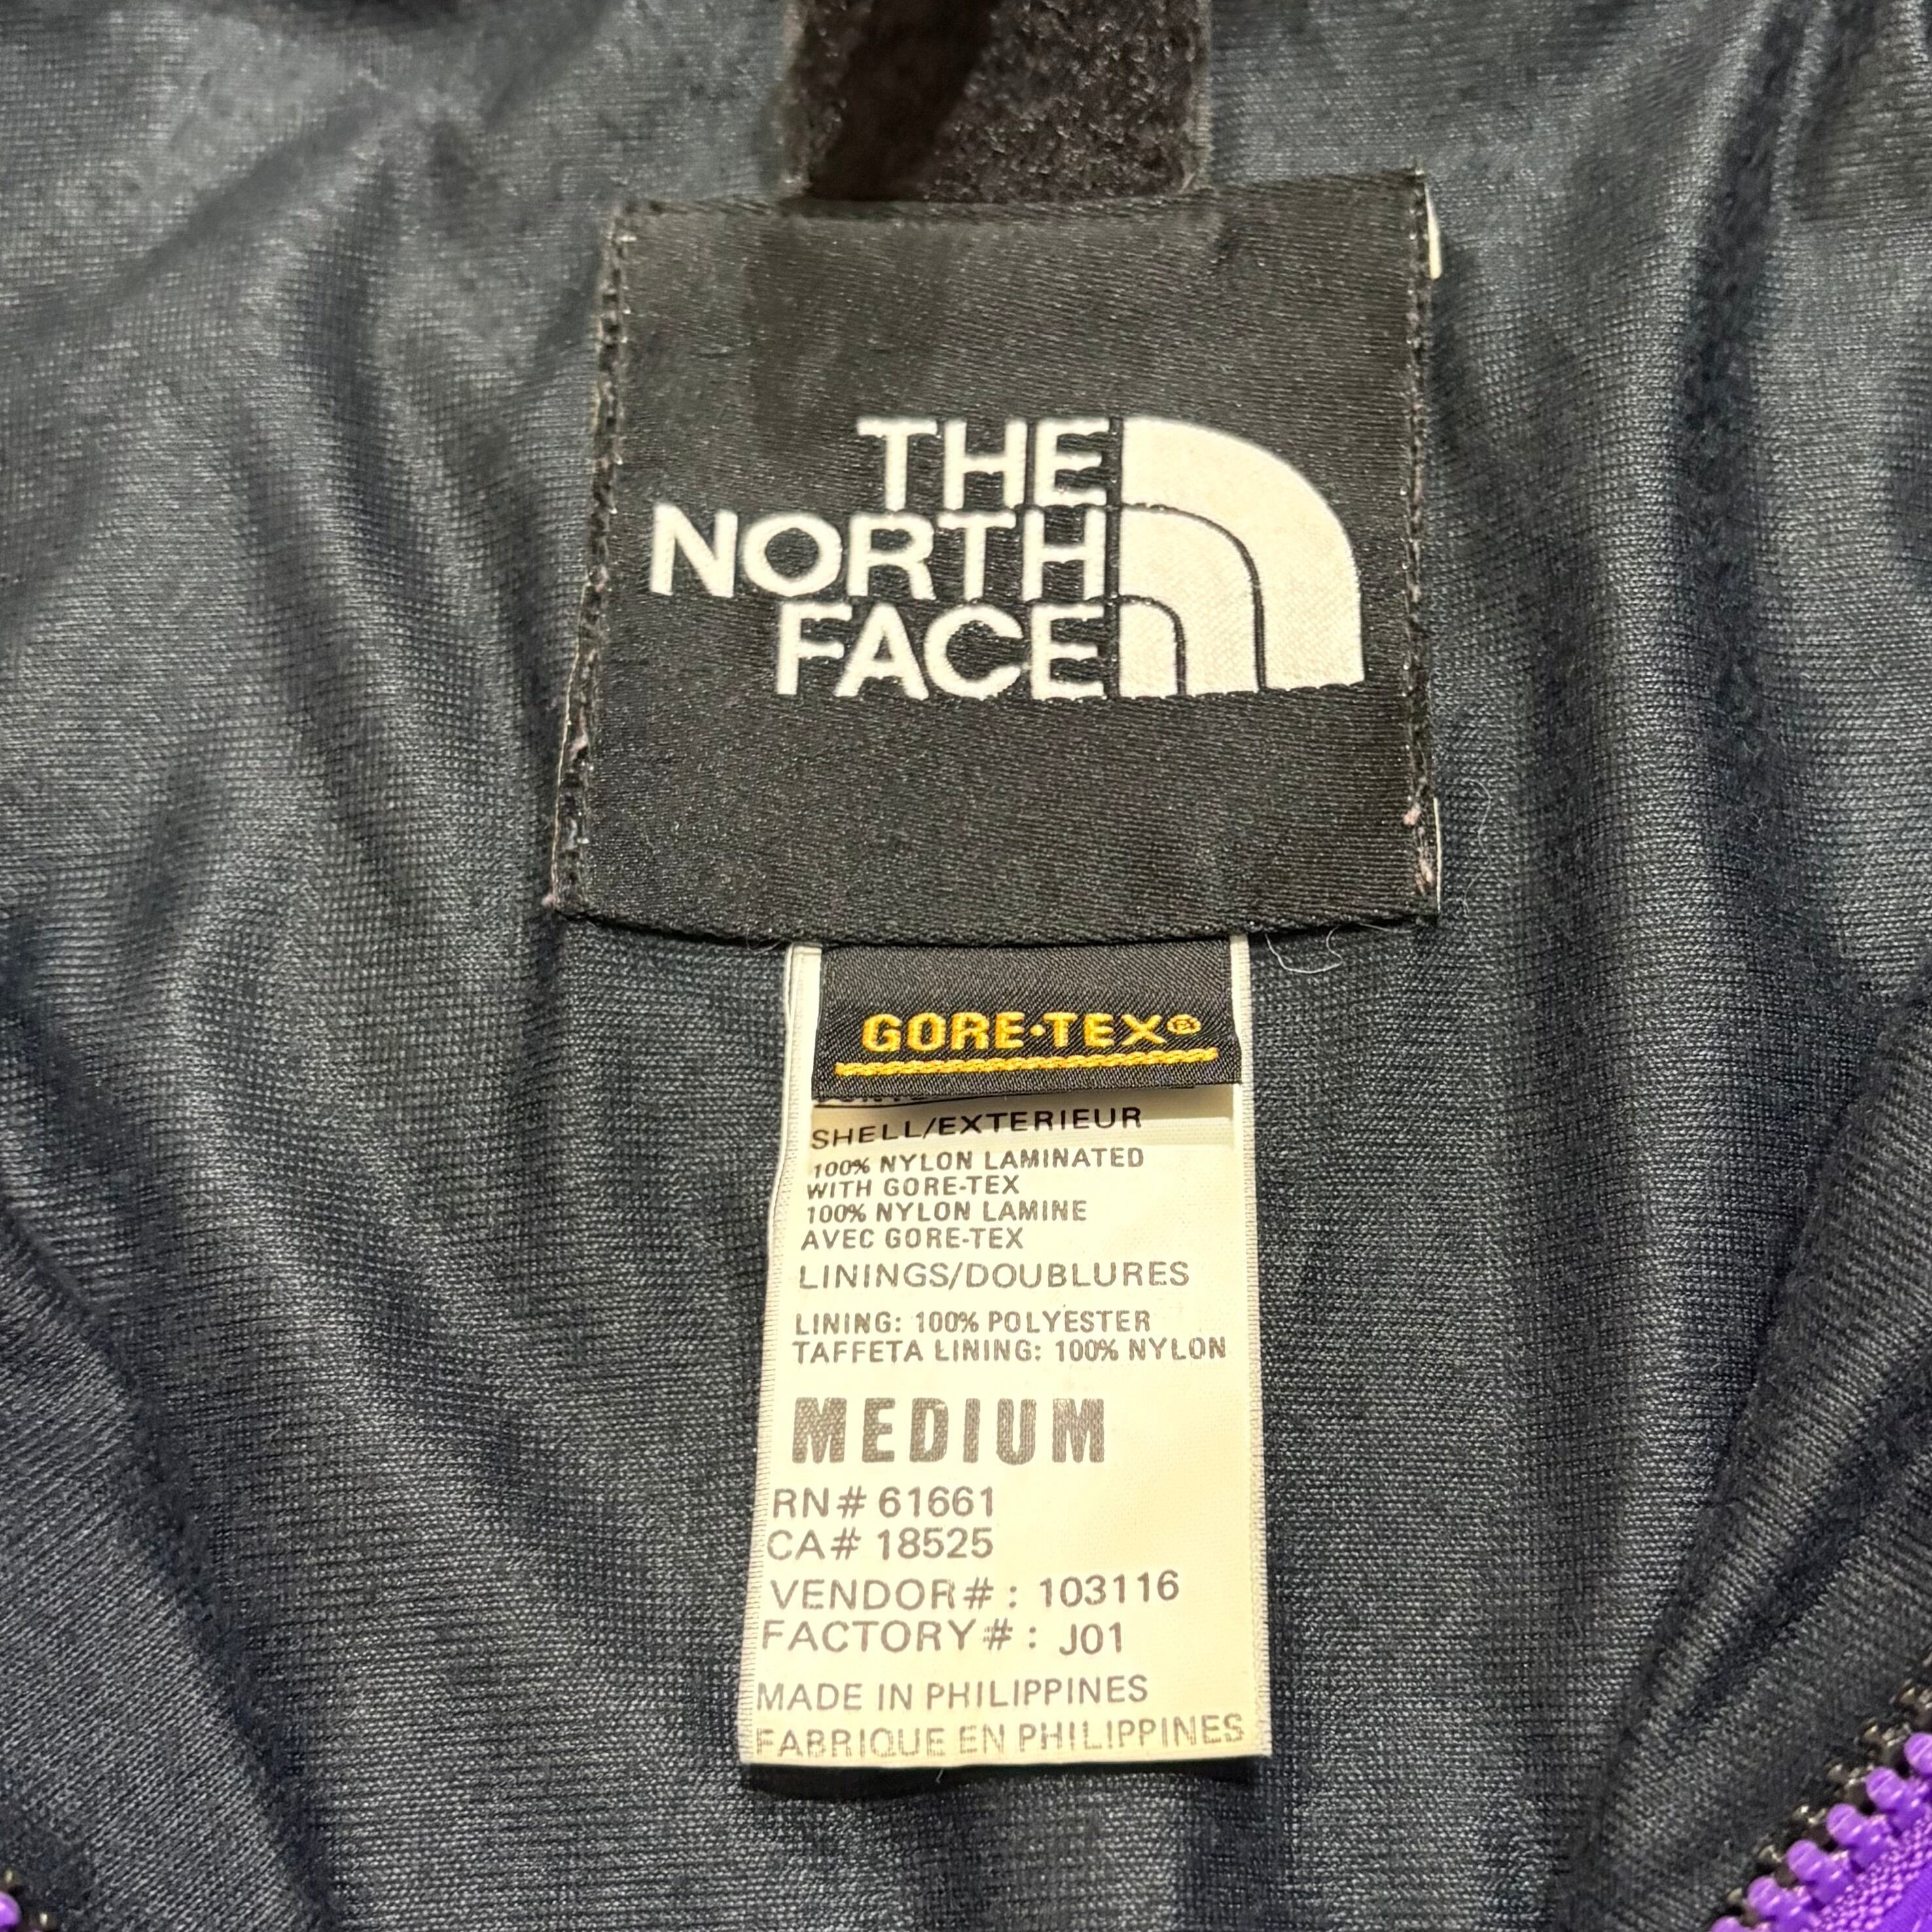 THE
NORTH
FACE
GORE-TEX®
SHELL/EXTERIEUR
100% NYLON LAMINATED
WITH GORE-TEX
100% NYLON LAMINE
AVEC GORE-TEX
LININGS/DOUBLURES
LINING: 100% POLYESTER
TAFFETA LINING: 100% NYLON
MEDIUM
RN# 61661
CA# 18525
VENDOR#: 103116
FACTORY#: J01
MADE IN PHILIPPINES
FABRIQUE EN PHILIPPINES